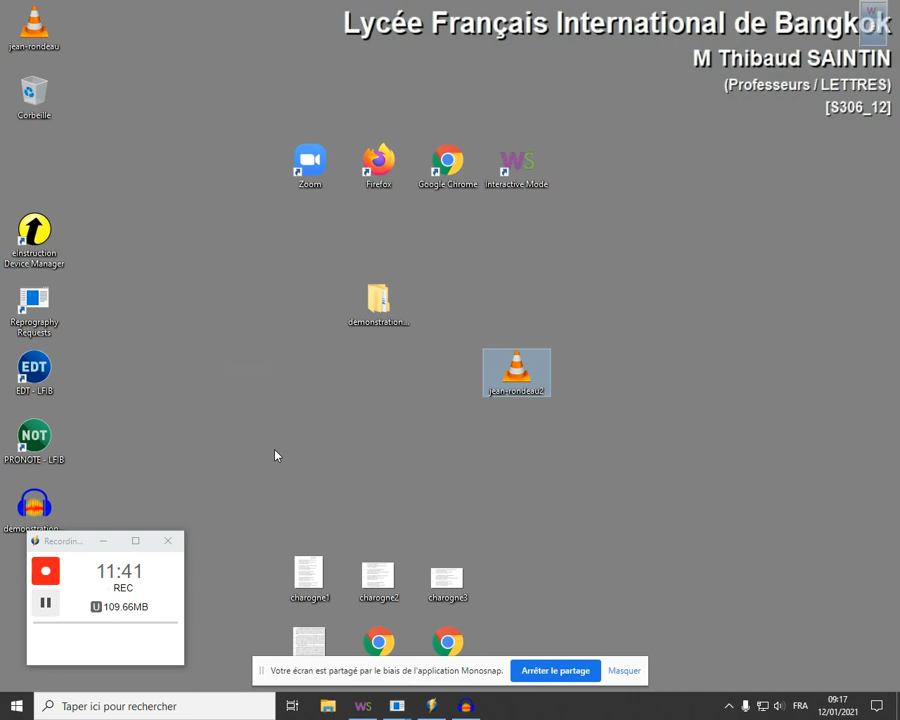 jean-rondeau
Corbeille
Lycée Français International de Bangkok
M Thibaud SAINTIN
(Professeurs / LETTRES)
[S306_12]
Zoom
Firefox
Google Chrome
Interactive Mode
eInstruction
Device Manager
démonstration...
Reprography
Requests
jean-rondeau2
EDT
EDT - LFIB
NOT
PRONOTE - LFIB
démonstration...
Recordin...
11:41
REC
U 109.66MB
charogne1
charogne2
charogne3
Votre écran est partagé par le biais de l'application Monosnap.
Arrêter le partage
Masquer
Taper ici pour rechercher
WS
FRA
09:17
12/01/2021